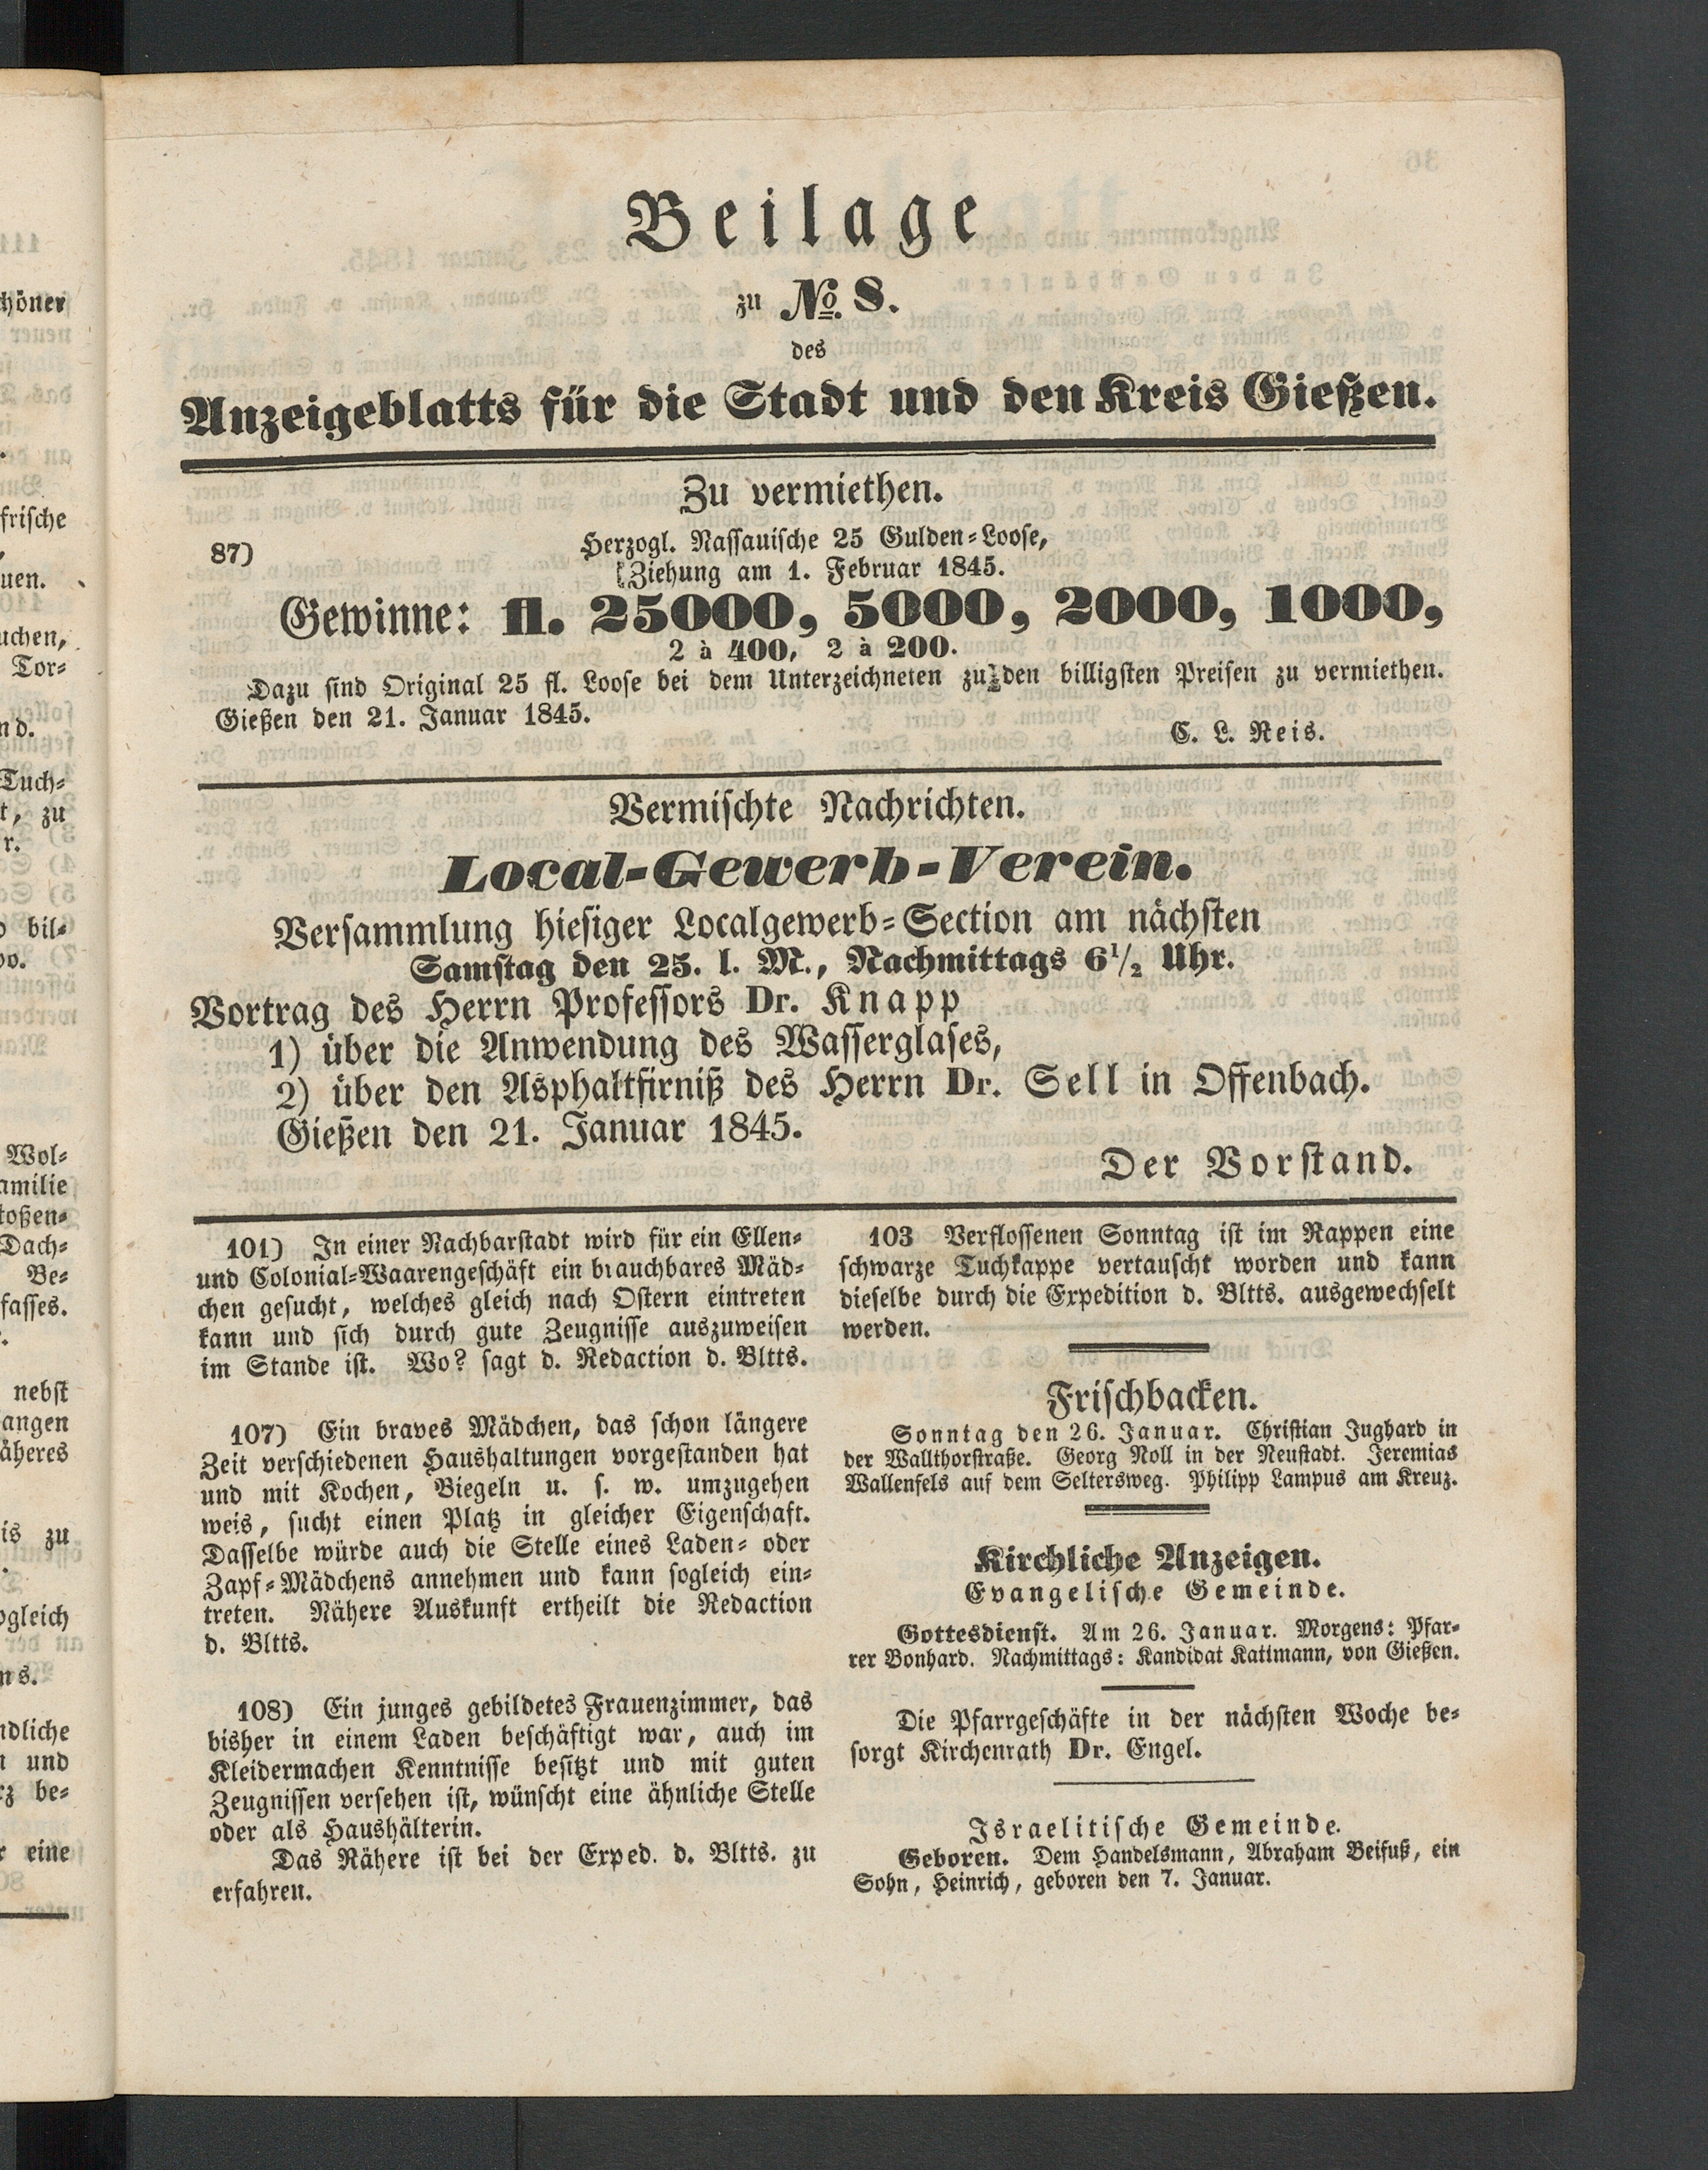 Beilage
zu No. 8.
des
Anzeigeblatts für die Stadt und den Kreis Gießen.
Zu vermiethen.
87) Herzogl. Nassauische 25 Gulden-Loose,
Ziehung am 1. Februar 1845.
Gewinne: fl. 25000, 5000, 2000, 1000,
2 à 400, 2 à 200.
Dazu sind Original 25 fl. Loose bei dem Unterzeichneten zu den billigsten Preisen zu vermiethen.
Gießen den 21. Januar 1845.
C. L. Reis.
Vermischte Nachrichten.
Local-Gewerb-Verein.
Versammlung hiesiger Localgewerb-Section am nächsten
Samstag den 25. l. M., Nachmittags 6 1/2 Uhr.
Vortrag des Herrn Professors Dr. Knapp
1) über die Anwendung des Wasserglases,
2) über den Asphaltfirniß des Herrn Dr. Sell in Offenbach.
Gießen den 21. Januar 1845.
Der Vorstand.
101) In einer Nachbarstadt wird für ein Ellen-
und Colonial-Waarengeschäft ein brauchbares Mäd-
chen gesucht, welches gleich nach Ostern eintreten
kann und sich durch gute Zeugnisse auszuweisen
im Stande ist. Wo? sagt d. Redaction d. Bltts.
107) Ein braves Mädchen, das schon längere
Zeit verschiedenen Haushaltungen vorgestanden hat
und mit Kochen, Biegeln u. s. w. umzugehen
weis, sucht einen Platz in gleicher Eigenschaft.
Dasselbe würde auch die Stelle eines Laden- oder
Zapf-Mädchens annehmen und kann sogleich ein-
treten. Nähere Auskunft ertheilt die Redaction
d. Bltts.
108) Ein junges gebildetes Frauenzimmer, das
bisher in einem Laden beschäftigt war, auch im
Kleidermachen Kenntnisse besitzt und mit guten
Zeugnissen versehen ist, wünscht eine ähnliche Stelle
oder als Haushälterin.
Das Nähere ist bei der Exped. d. Bltts. zu
erfahren.
103 Verflossenen Sonntag ist im Rappen eine
schwarze Tuchkappe vertauscht worden und kann
dieselbe durch die Expedition d. Bltts. ausgewechselt
werden.
Frischbacken.
Sonntag den 26. Januar. Christian Jughard in
der Wallthorstraße. Georg Noll in der Neustadt. Jeremias
Wallenfels auf dem Seltersweg. Philipp Lampus am Kreuz.
Kirchliche Anzeigen.
Evangelische Gemeinde.
Gottesdienst. Am 26. Januar. Morgens: Pfar-
rer Bonhard. Nachmittags: Kandidat Kattmann, von Gießen.
Die Pfarrgeschäfte in der nächsten Woche be-
sorgt Kirchenrath Dr. Engel.
Israelitische Gemeinde.
Geboren. Dem Handelsmann, Abraham Beifuß, ein
Sohn, Heinrich, geboren den 7. Januar.